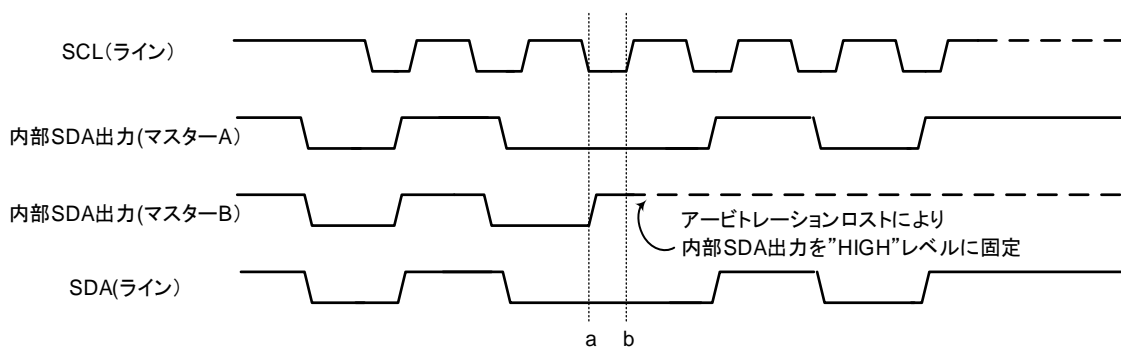 SCL(ライン)
内部SDA出力(マスターA)
内部SDA出力(マスターB)
アービトレーションロストにより
内部SDA出力を”HIGH”レベルに固定
SDA(ライン)
a b